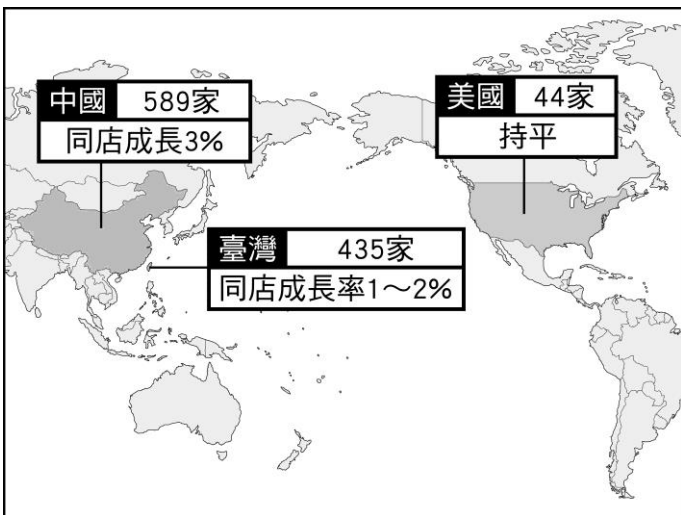 中國 589家
同店成長3%
美國 44家
持平
臺灣 435家
同店成長率1～2%